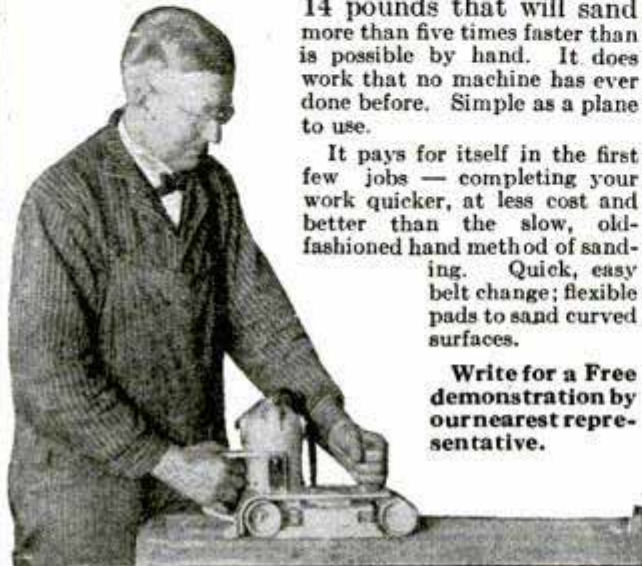 14 pounds that will sand
more than five times faster than
is possible by hand. It does
work that no machine has ever
done before. Simple as a plane
to use.
It pays for itself in the first
few jobs — completing your
work quicker, at less cost and
better than the slow, old-
fashioned hand method of sand-
ing. Quick, easy
belt change; flexible
pads to sand curved
surfaces.
Write for a Free
demonstration by
our nearest repre-
sentative.